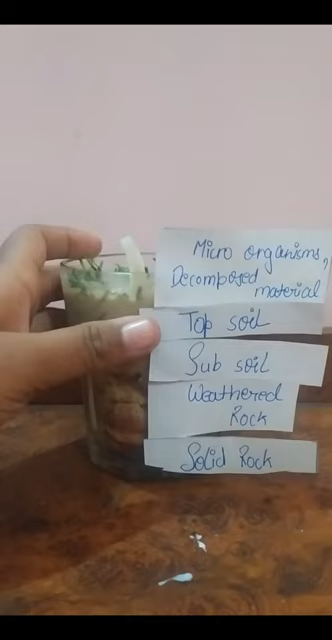 Micro organisms,
Decomposed
material
Top soil
Sub soil
Weathered
Rock
Solid Rock